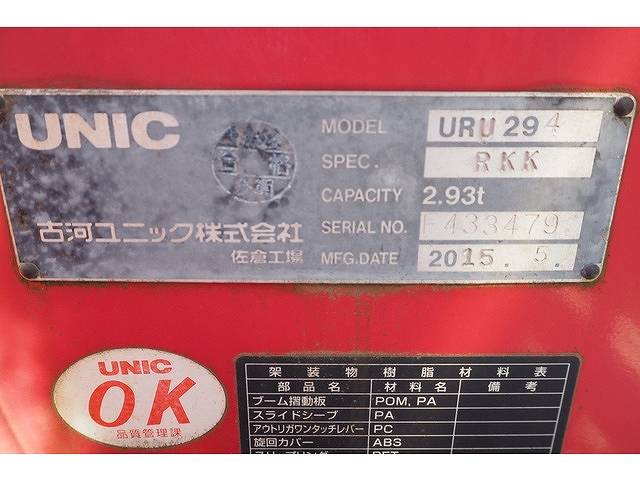 UNIC
合格
MODEL URU294
SPEC. RKK
CAPACITY 2.93t
SERIAL NO. 433479
MFG.DATE 2015. 5.
古河ユニック株式会社
佐倉工場
UNIC
OK
品質管理課
架装物樹脂材料表
部品名 材料名 備考
ブーム摺動板 POM, PA
スライドシーブ PA
アウトリガワンタッチレバー PC
旋回カバー ABS